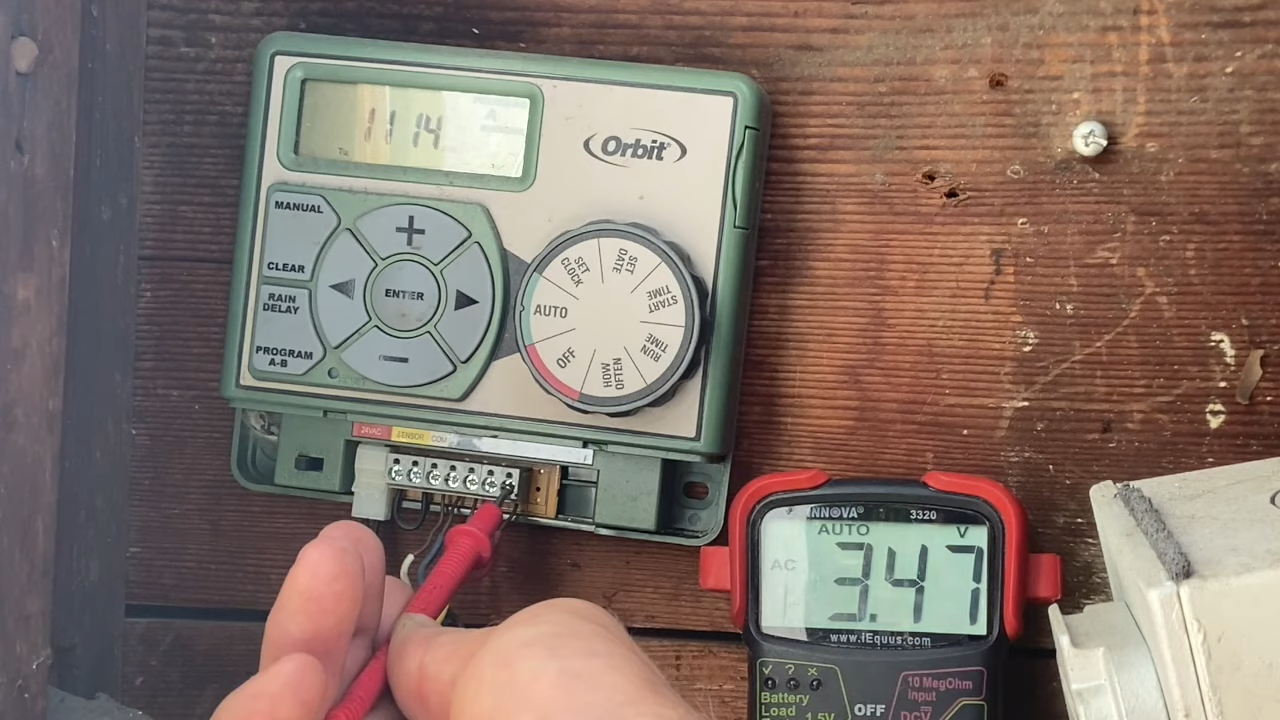 1114
Tu
A
Orbit
MANUAL
CLEAR
RAIN
DELAY
PROGRAM
A-B
+
ENTER
SET
CLOCK
SET
DATE
START
TIME
RUN
TIME
HOW
OFTEN
OFF
AUTO
24VAC
SENSOR
COM
INNOVA
3320
AUTO
V
AC
3.47
www.iEquus.com
10 MegOhm
Input
DCV
OFF
Battery
Load
1.5V